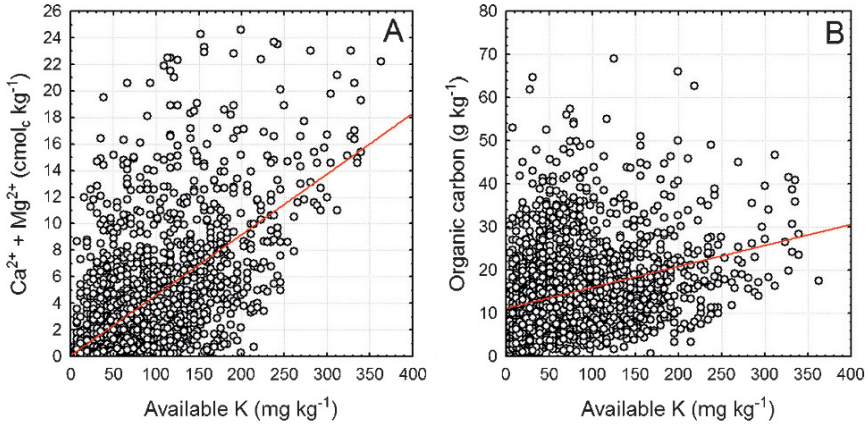 A
Ca²⁺ + Mg²⁺ (cmol꜀ kg⁻¹)
26
24
22
20
18
16
14
12
10
8
6
4
2
0
0 50 100 150 200 250 300 350 400
Available K (mg kg⁻¹)
B
Organic carbon (g kg⁻¹)
80
70
60
50
40
30
20
10
0
0 50 100 150 200 250 300 350 400
Available K (mg kg⁻¹)